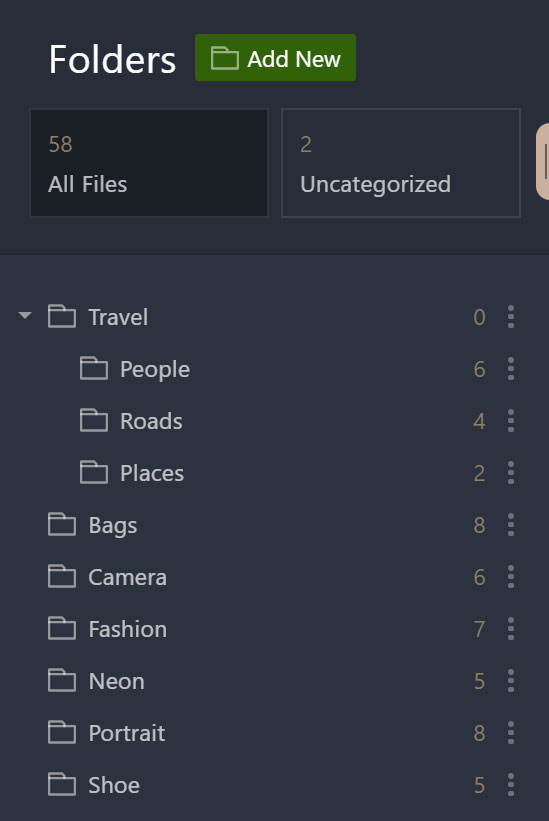 Folders Add New
58 2
All Files Uncategorized
Travel 0
People 6
Roads 4
Places 2
Bags 8
Camera 6
Fashion 7
Neon 5
Portrait 8
Shoe 5